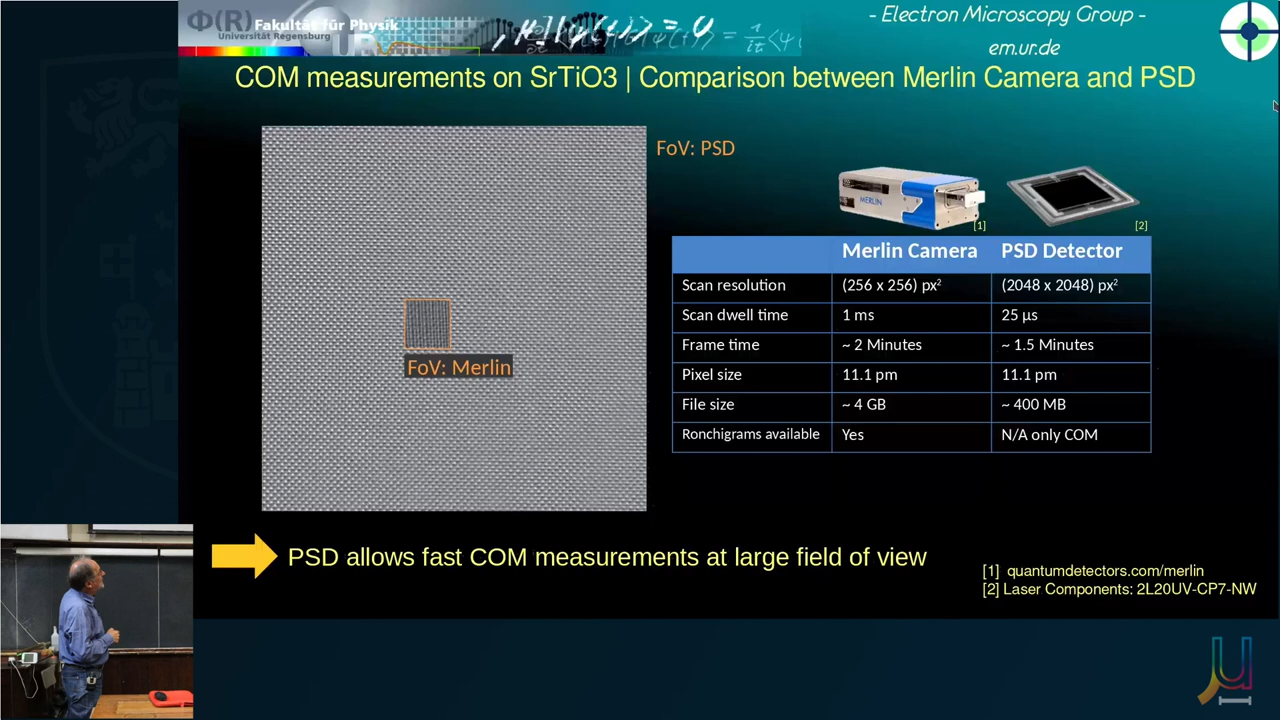 Φ(R) Fakultät für Physik
Universität Regensburg
UR
- Electron Microscopy Group -
em.ur.de
COM measurements on SrTiO3 | Comparison between Merlin Camera and PSD
FoV: PSD
FoV: Merlin
MERLIN
[1]
[2]
Merlin Camera PSD Detector
Scan resolution (256 x 256) px² (2048 x 2048) px²
Scan dwell time 1 ms 25 µs
Frame time ~ 2 Minutes ~ 1.5 Minutes
Pixel size 11.1 pm 11.1 pm
File size ~ 4 GB ~ 400 MB
Ronchigrams available Yes N/A only COM
PSD allows fast COM measurements at large field of view
[1] quantumdetectors.com/merlin
[2] Laser Components: 2L20UV-CP7-NW
µ